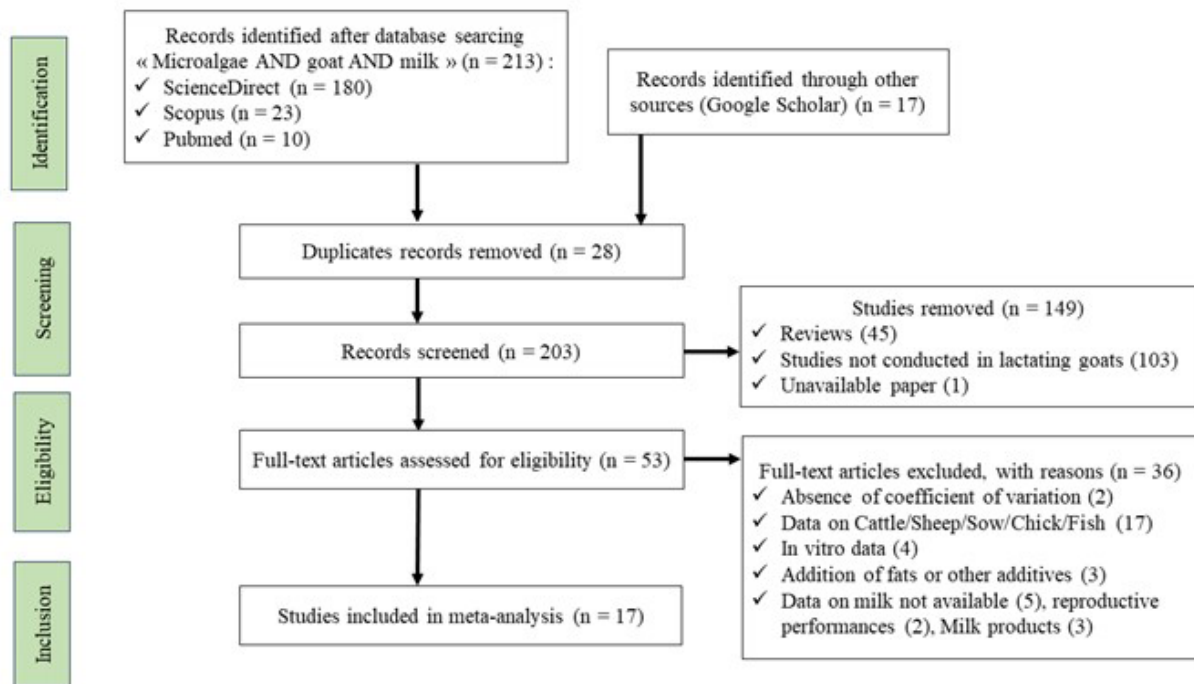 Identification
Records identified after database searcing
« Microalgae AND goat AND milk » (n = 213) :
✓ ScienceDirect (n = 180)
✓ Scopus (n = 23)
✓ Pubmed (n = 10)
Records identified through other
sources (Google Scholar) (n = 17)
Screening
Duplicates records removed (n = 28)
Records screened (n = 203)
Studies removed (n = 149)
✓ Reviews (45)
✓ Studies not conducted in lactating goats (103)
✓ Unavailable paper (1)
Eligibility
Full-text articles assessed for eligibility (n = 53)
Full-text articles excluded, with reasons (n = 36)
✓ Absence of coefficient of variation (2)
✓ Data on Cattle/Sheep/Sow/Chick/Fish (17)
✓ In vitro data (4)
✓ Addition of fats or other additives (3)
✓ Data on milk not available (5), reproductive
performances (2), Milk products (3)
Inclusion
Studies included in meta-analysis (n = 17)